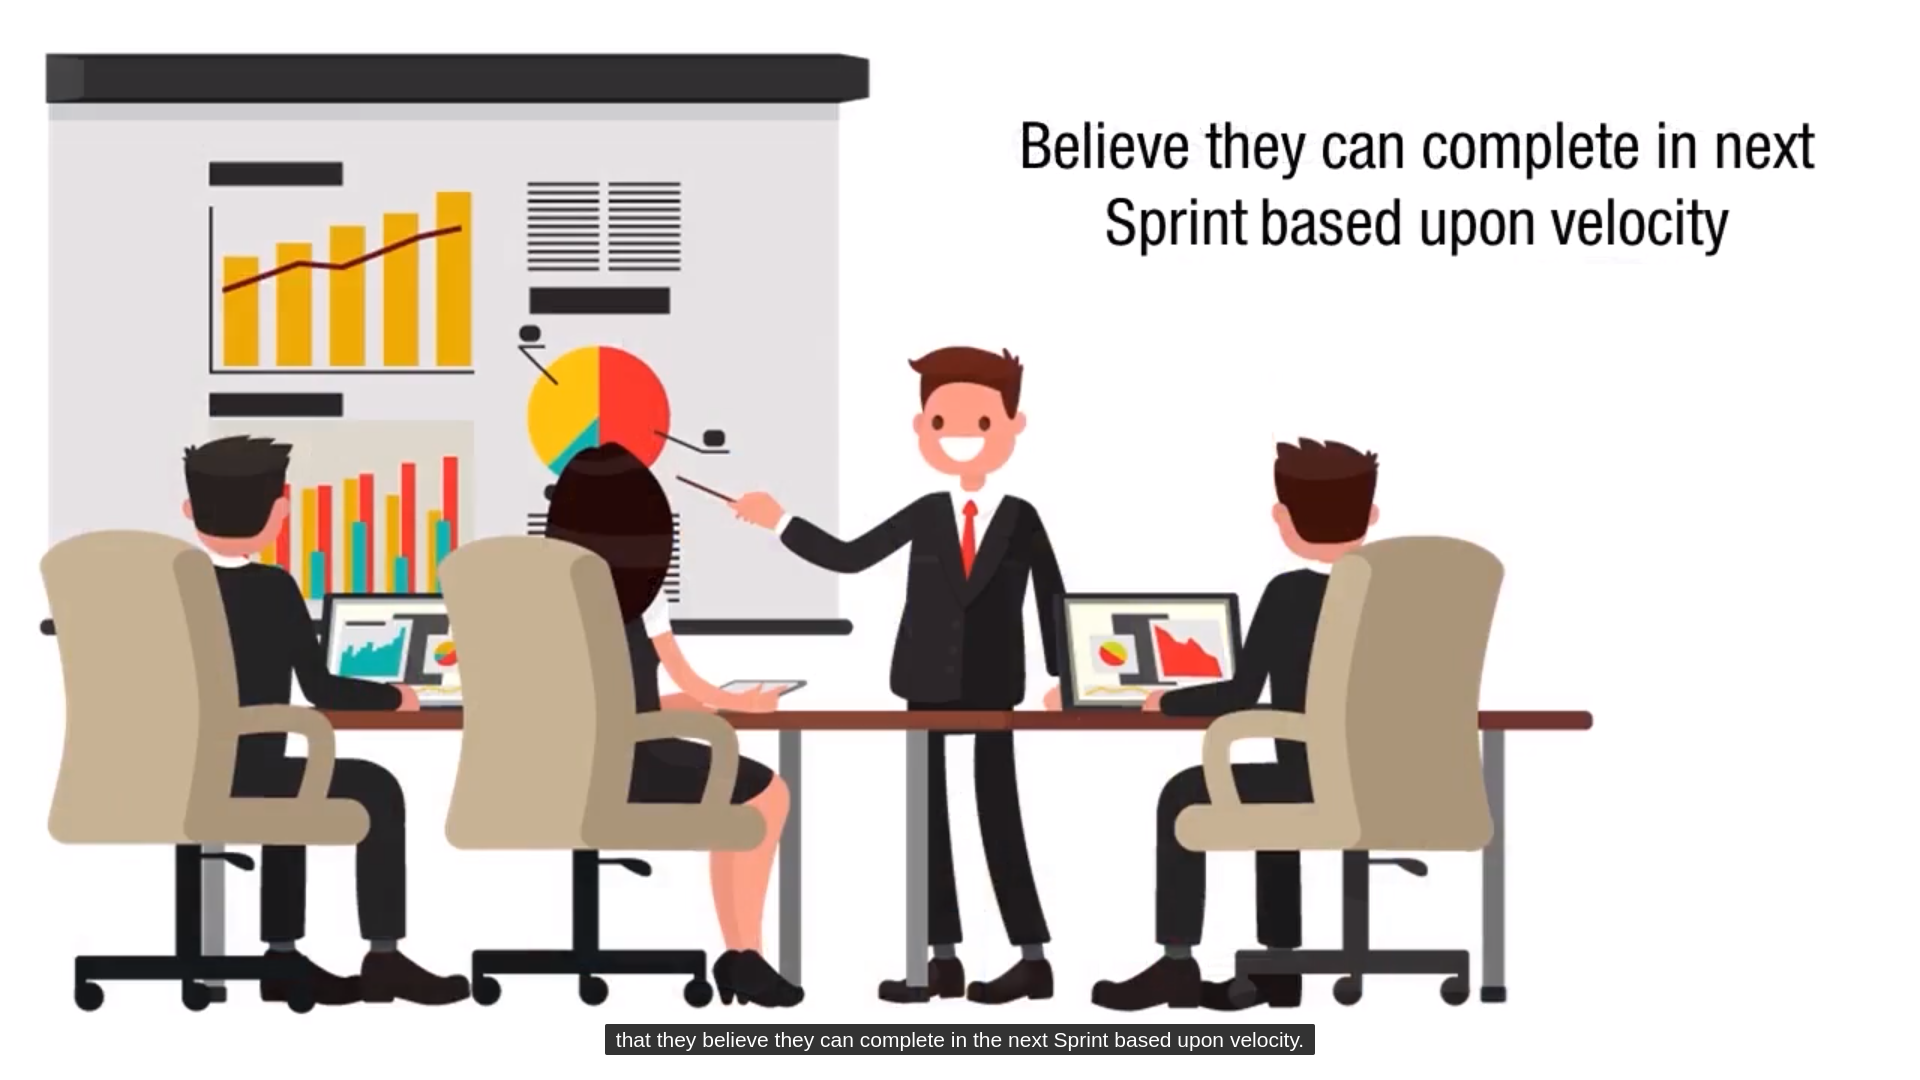 Believe they can complete in next
Sprint based upon velocity
that they believe they can complete in the next Sprint based upon velocity.